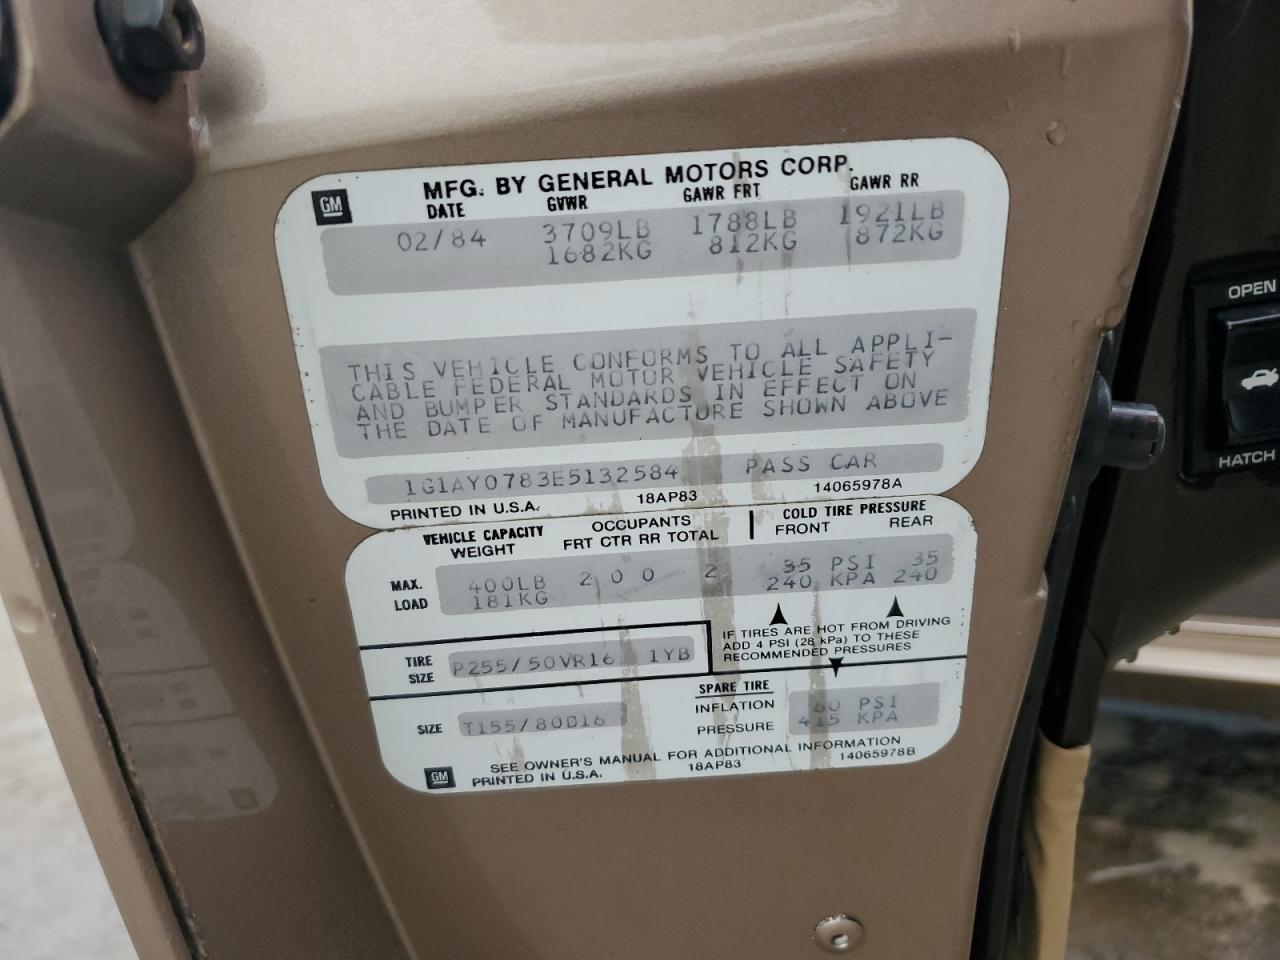 GM
MFG. BY GENERAL MOTORS CORP.
DATE GVWR GAWR FRT GAWR RR
02/84 3709LB 1788LB 1921LB
1682KG 812KG 872KG
THIS VEHICLE CONFORMS TO ALL APPLI-
CABLE FEDERAL MOTOR VEHICLE SAFETY
AND BUMPER STANDARDS IN EFFECT ON
THE DATE OF MANUFACTURE SHOWN ABOVE
1G1AY0783E5132584 PASS CAR
PRINTED IN U.S.A. 18AP83 14065978A
VEHICLE CAPACITY OCCUPANTS COLD TIRE PRESSURE
WEIGHT FRT CTR RR TOTAL FRONT REAR
MAX. LOAD 400LB 2 0 0 2 35 PSI 35
181KG 240 KPA 240
IF TIRES ARE HOT FROM DRIVING
ADD 4 PSI (28 kPa) TO THESE
RECOMMENDED PRESSURES
TIRE SIZE P255/50VR16 1YB
SPARE TIRE
SIZE T155/80D16 INFLATION 60 PSI
PRESSURE 415 KPA
SEE OWNER'S MANUAL FOR ADDITIONAL INFORMATION
GM PRINTED IN U.S.A. 18AP83 14065978B
OPEN
HATCH